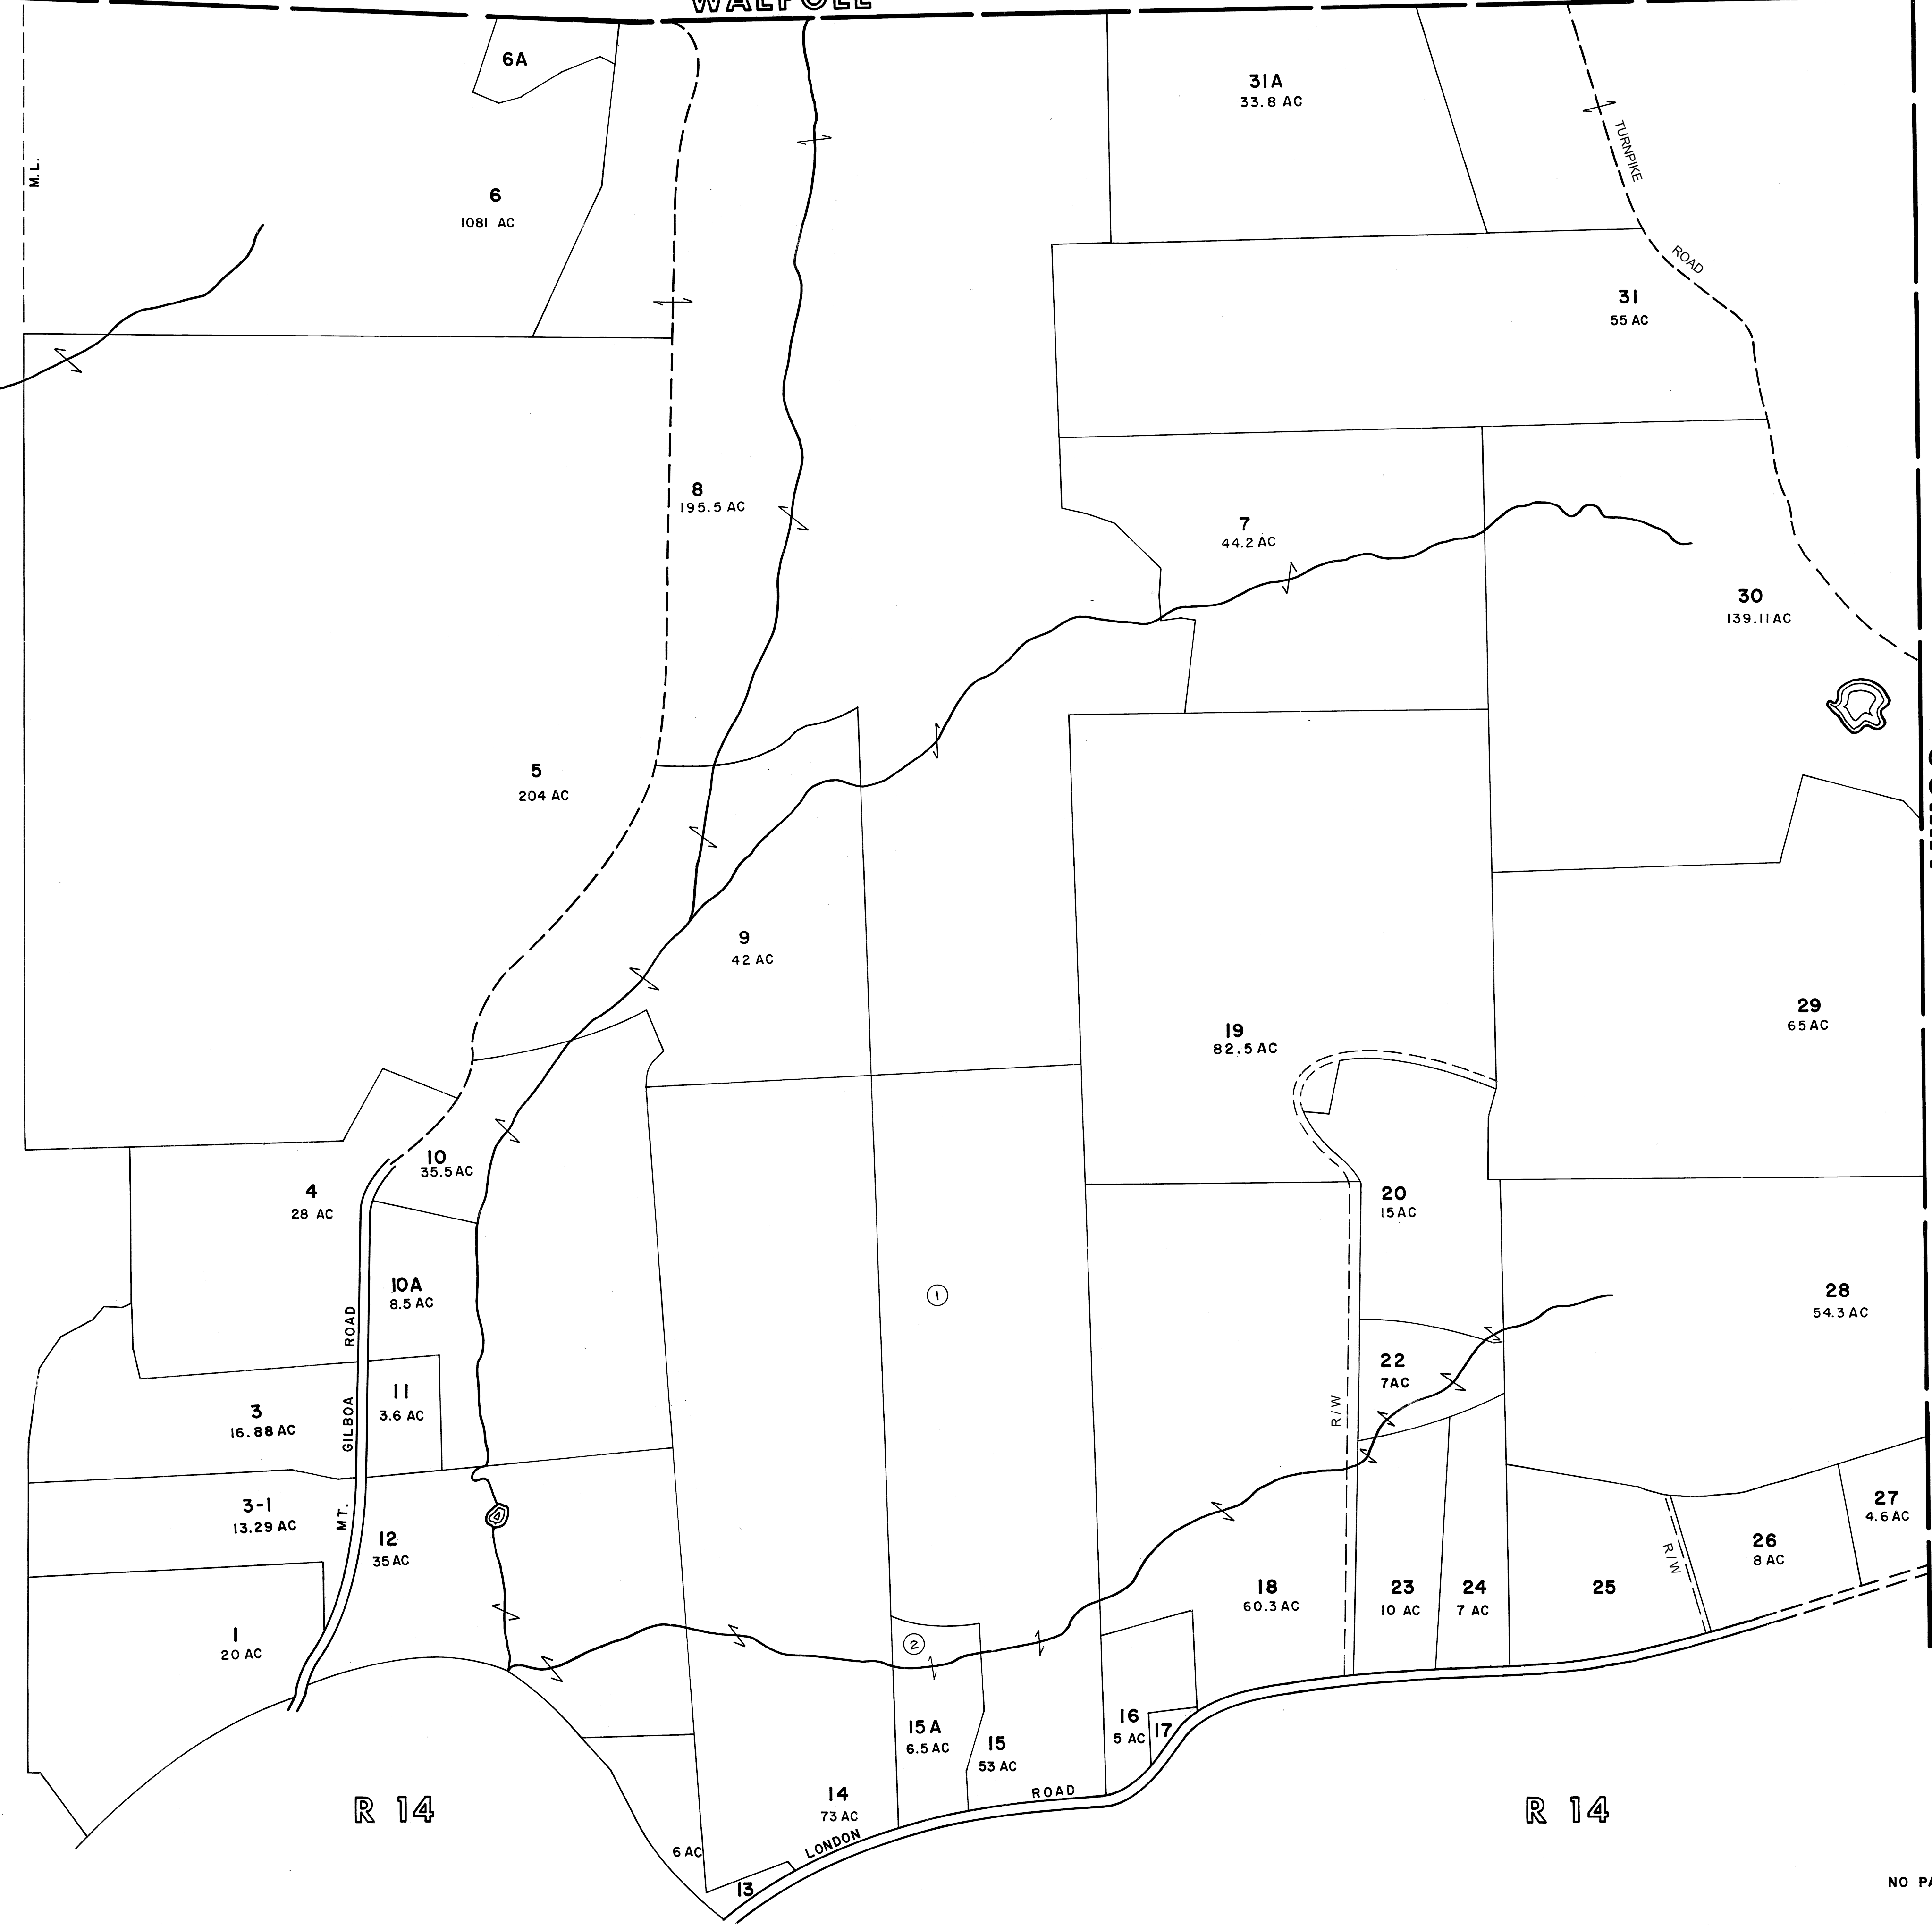 WALPOLE
6A
31A
33.8 AC
TURNPIKE
ROAD
M.L.
6
1081 AC
31
55 AC
8
195.5 AC
7
44.2 AC
30
139.11 AC
5
204 AC
9
42 AC
19
82.5 AC
29
65 AC
10
35.5 AC
4
28 AC
20
15 AC
10A
8.5 AC
1
28
54.3 AC
MT. GILBOA ROAD
22
7 AC
11
3.6 AC
3
16.88 AC
R/W
3-1
13.29 AC
12
35 AC
27
4.6 AC
26
8 AC
R/W
18
60.3 AC
23
10 AC
24
7 AC
25
1
20 AC
2
15A
6.5 AC
15
53 AC
16
5 AC
17
14
73 AC
LONDON ROAD
R 14
R 14
6 AC
13
NO